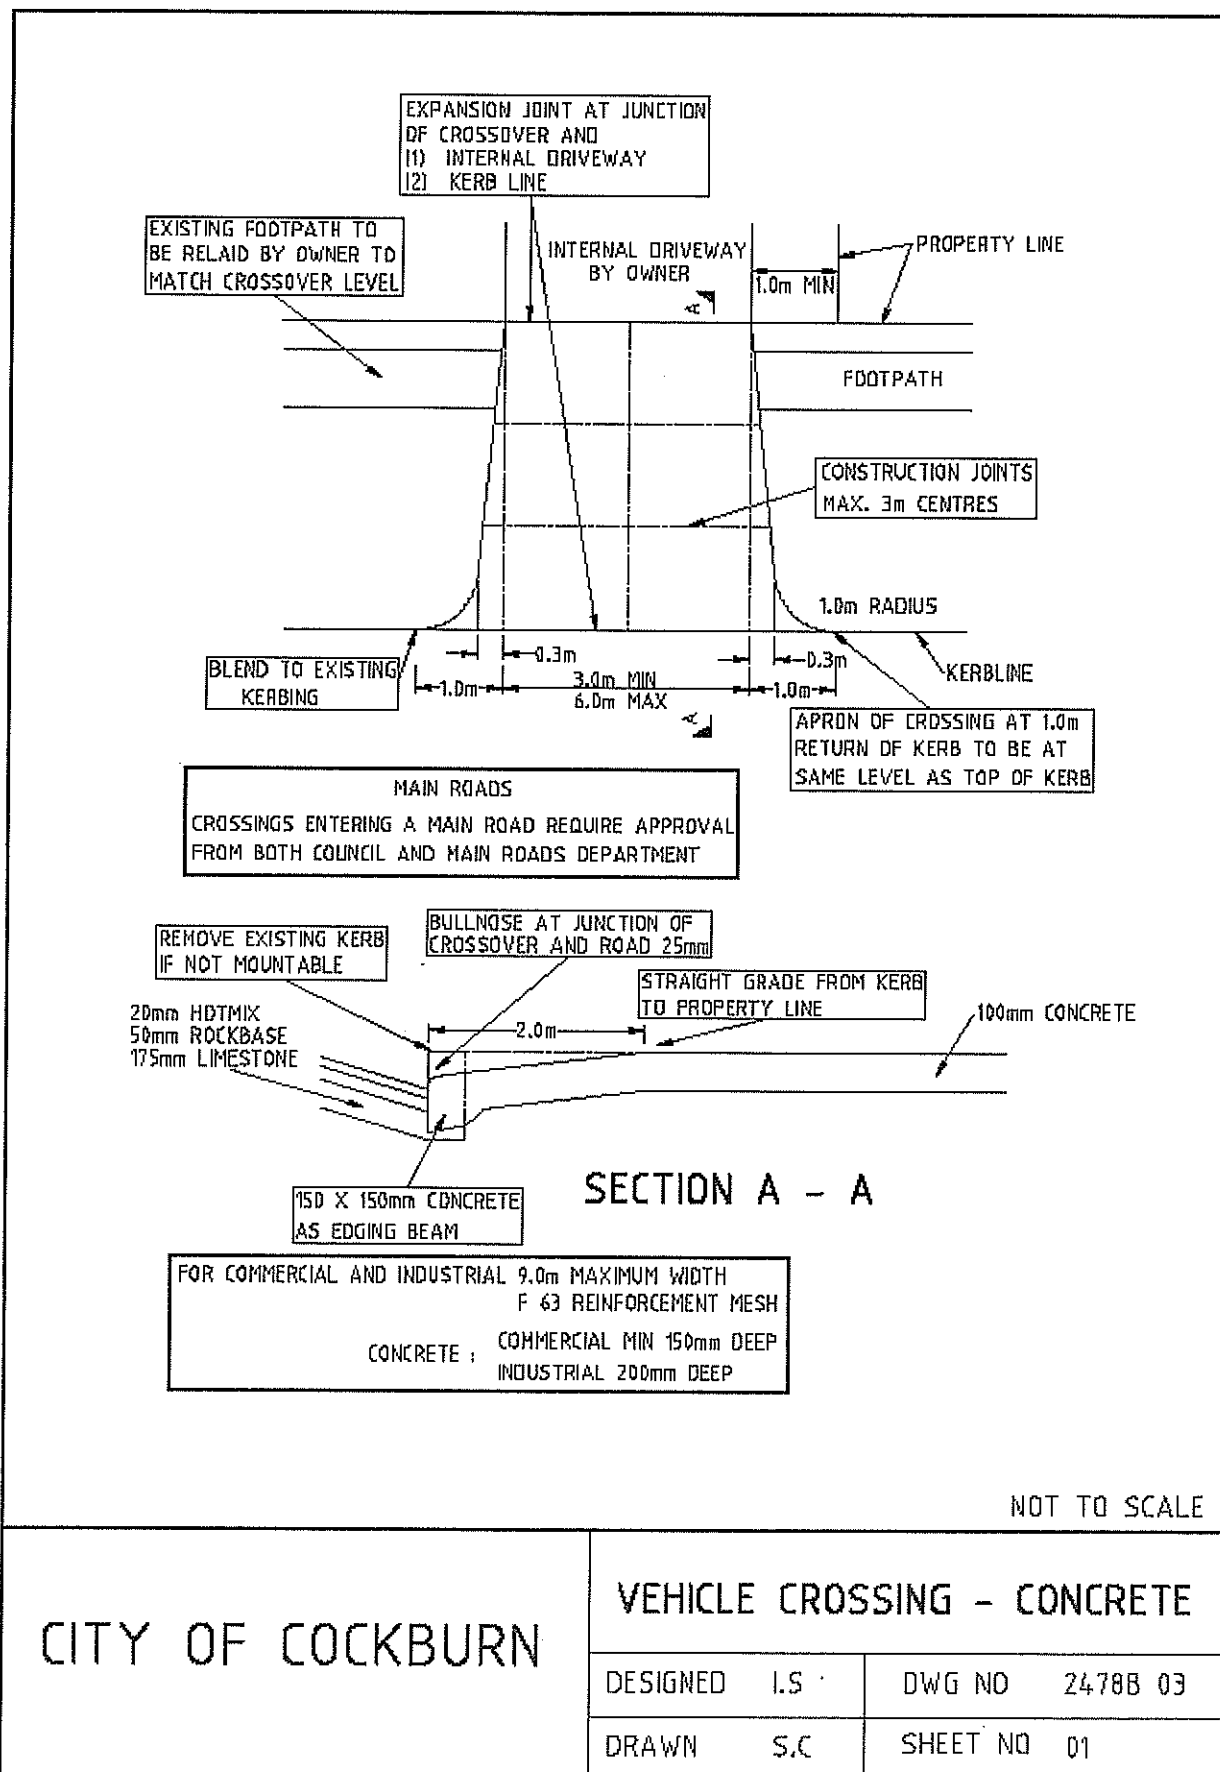 EXPANSION JOINT AT JUNCTION
OF CROSSOVER AND
(1) INTERNAL DRIVEWAY
(2) KERB LINE
EXISTING FOOTPATH TO
BE RELAID BY OWNER TO
MATCH CROSSOVER LEVEL
INTERNAL DRIVEWAY
BY OWNER
PROPERTY LINE
1.0m MIN
A
FOOTPATH
CONSTRUCTION JOINTS
MAX. 3m CENTRES
1.0m RADIUS
BLEND TO EXISTING
KERBING
0.3m
0.3m
KERBLINE
1.0m
3.0m MIN
6.0m MAX
1.0m
A
APRON OF CROSSING AT 1.0m
RETURN OF KERB TO BE AT
SAME LEVEL AS TOP OF KERB
MAIN ROADS
CROSSINGS ENTERING A MAIN ROAD REQUIRE APPROVAL
FROM BOTH COUNCIL AND MAIN ROADS DEPARTMENT
BULLNOSE AT JUNCTION OF
CROSSOVER AND ROAD 25mm
REMOVE EXISTING KERB
IF NOT MOUNTABLE
STRAIGHT GRADE FROM KERB
TO PROPERTY LINE
20mm HOTMIX
50mm ROCKBASE
175mm LIMESTONE
2.0m
100mm CONCRETE
150 X 150mm CONCRETE
AS EDGING BEAM
SECTION A - A
FOR COMMERCIAL AND INDUSTRIAL 9.0m MAXIMUM WIDTH
F 63 REINFORCEMENT MESH
CONCRETE : COMMERCIAL MIN 150mm DEEP
INDUSTRIAL 200mm DEEP
NOT TO SCALE
CITY OF COCKBURN
VEHICLE CROSSING - CONCRETE
DESIGNED I.S
DWG NO 2478B 03
DRAWN S.C
SHEET NO 01